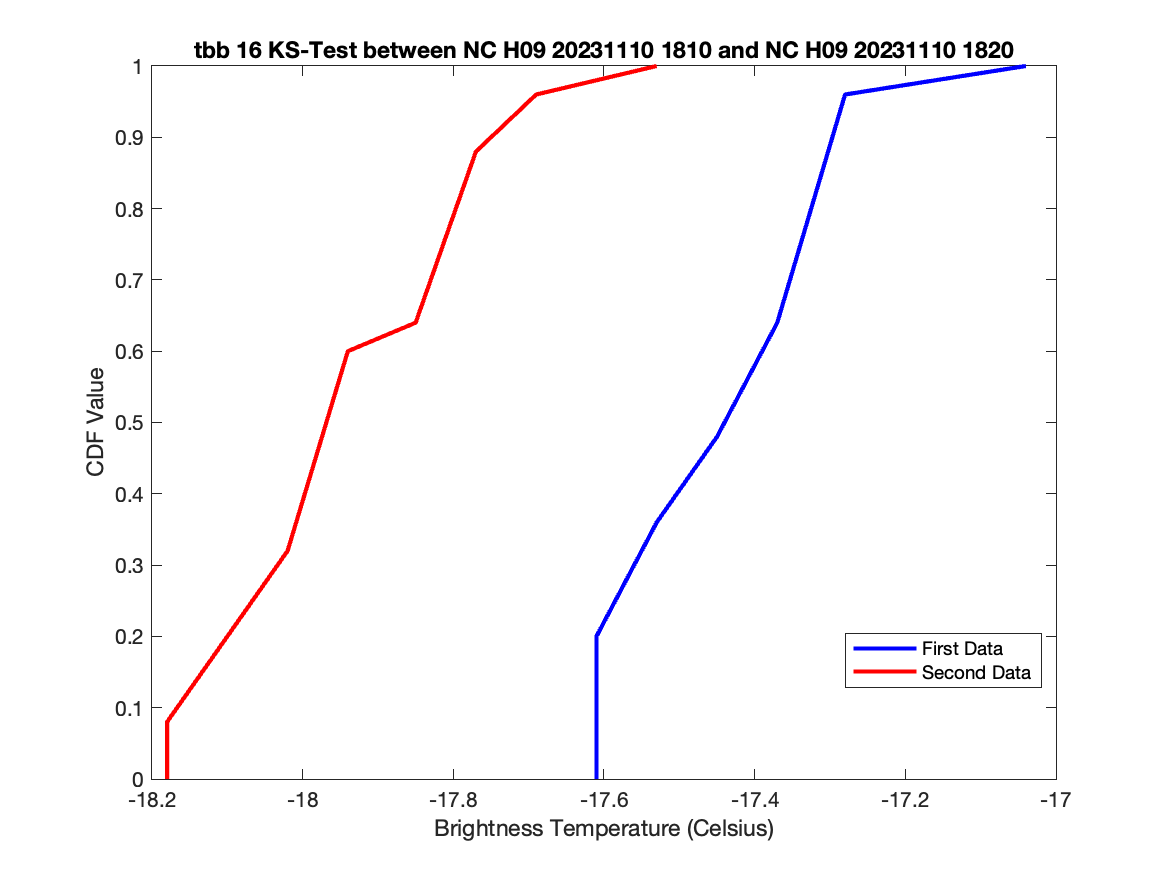 tbb 16 KS-Test between NC H09 20231110 1810 and NC H09 20231110 1820
1
0.9
0.8
0.7
0.6
0.5
0.4
0.3
0.2
0.1
0
CDF Value
First Data
Second Data
-18.2 -18 -17.8 -17.6 -17.4 -17.2 -17
Brightness Temperature (Celsius)